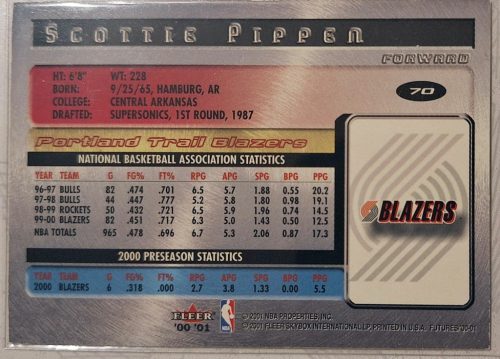 SCOTTIE PIPPEN
FORWARD
70
HT: 6'8" WT: 228
BORN: 9/25/65, HAMBURG, AR
COLLEGE: CENTRAL ARKANSAS
DRAFTED: SUPERSONICS, 1ST ROUND, 1987
Portland Trail Blazers
NATIONAL BASKETBALL ASSOCIATION STATISTICS
YEAR TEAM G FG% FT% RPG APG SPG BPG PPG
96-97 BULLS 82 .474 .701 6.5 5.7 1.88 0.55 20.2
97-98 BULLS 44 .447 .777 5.2 5.8 1.80 0.98 19.1
98-99 ROCKETS 50 .432 .721 6.5 5.9 1.96 0.74 14.5
99-00 BLAZERS 82 .451 .717 6.3 5.0 1.43 0.50 12.5
NBA TOTALS 965 .478 .696 6.7 5.3 2.06 0.87 17.3
2000 PRESEASON STATISTICS
YEAR TEAM G FG% FT% RPG APG SPG BPG PPG
2000 BLAZERS 6 .318 .000 2.7 3.8 1.33 0.00 5.5
BLAZERS
FLEER
'00 '01
NBA
© 2001 NBA PROPERTIES, INC.
© 2001 FLEER SKYBOX INTERNATIONAL LP. PRINTED IN U.S.A. FUTURES '00-01